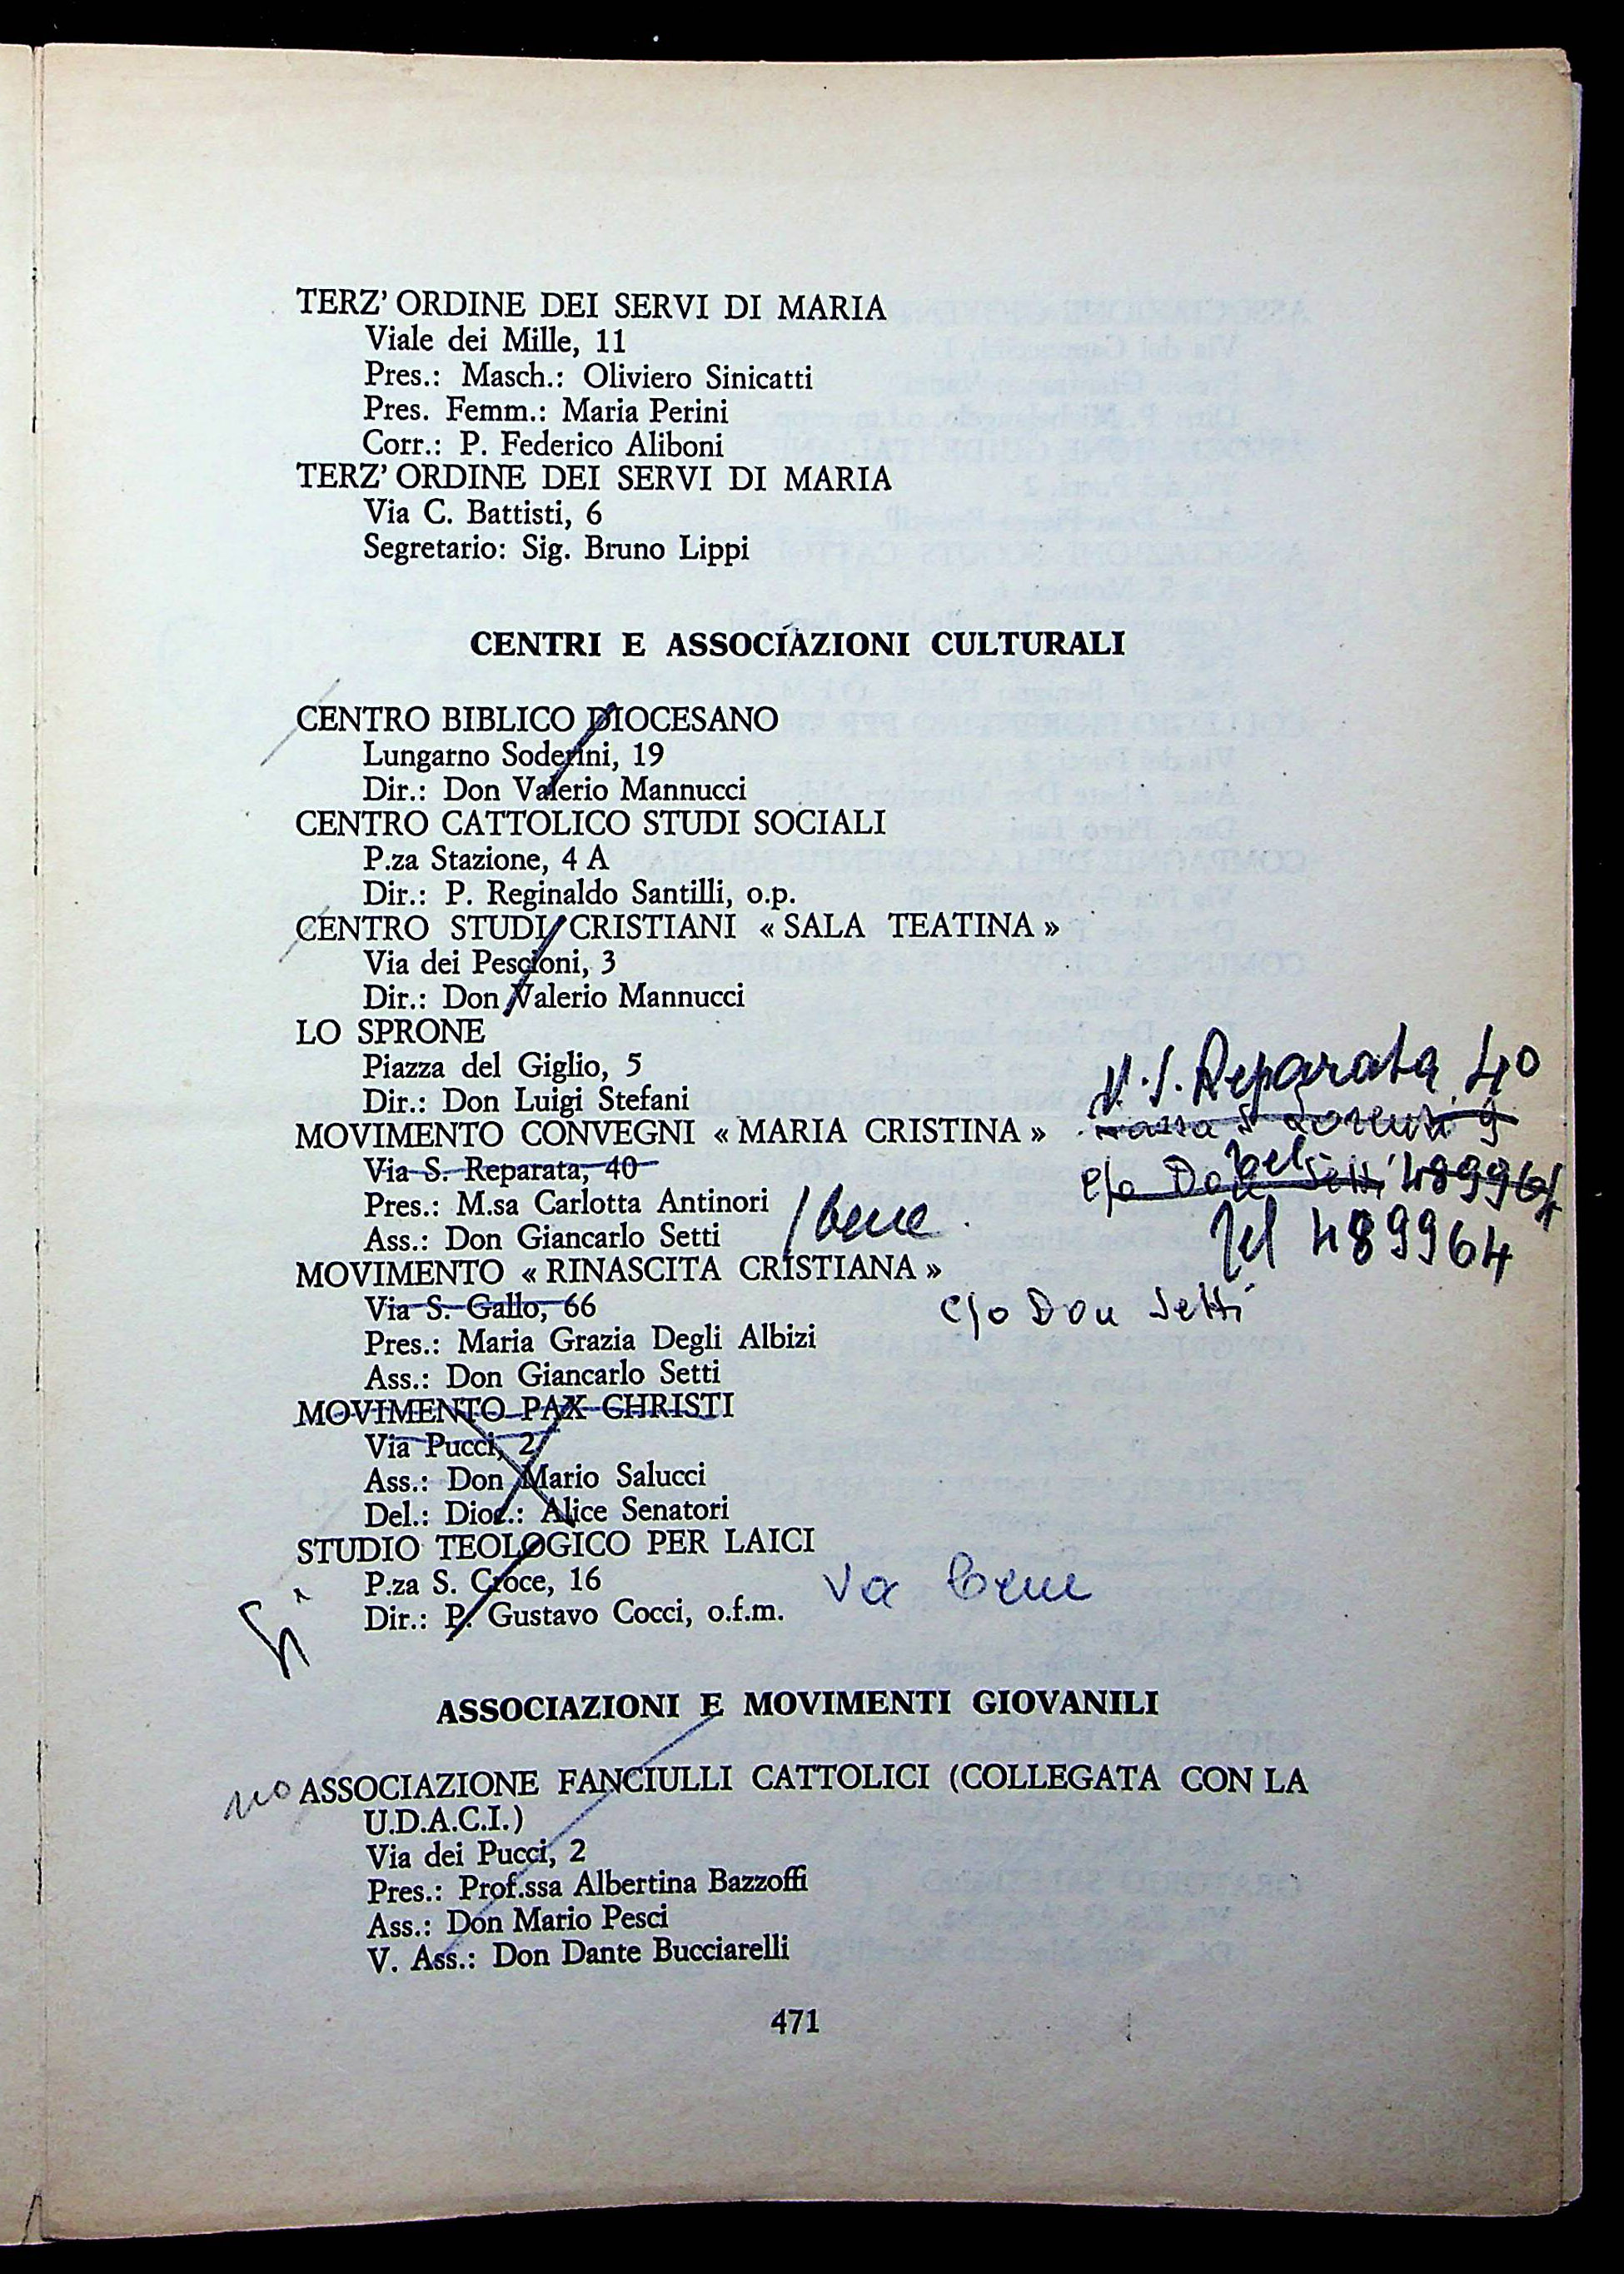 TERZ' ORDINE DEI SERVI DI MARIA
Viale dei Mille, 11
Pres.: Masch.: Oliviero Sinicatti
Pres. Femm.: Maria Perini
Corr.: P. Federico Aliboni
TERZ' ORDINE DEI SERVI DI MARIA
Via C. Battisti, 6
Segretario: Sig. Bruno Lippi
CENTRI E ASSOCIAZIONI CULTURALI
CENTRO BIBLICO DIOCESANO
Lungarno Soderini, 19
Dir.: Don Valerio Mannucci
CENTRO CATTOLICO STUDI SOCIALI
P.za Stazione, 4 A
Dir.: P. Reginaldo Santilli, o.p.
CENTRO STUDI CRISTIANI « SALA TEATINA »
Via dei Pescioni, 3
Dir.: Don Valerio Mannucci
LO SPRONE
Piazza del Giglio, 5
Dir.: Don Luigi Stefani
V. S. Reparata 40
MOVIMENTO CONVEGNI « MARIA CRISTINA »
Lorenzo 9
Via S. Reparata, 40
c/o Don Setti tel 489964
Pres.: M.sa Carlotta Antinori
bene
Ass.: Don Giancarlo Setti
Tel 489964
MOVIMENTO « RINASCITA CRISTIANA »
Via S. Gallo, 66
c/o Don Setti
Pres.: Maria Grazia Degli Albizi
Ass.: Don Giancarlo Setti
MOVIMENTO PAX CHRISTI
Via Pucci, 2
Ass.: Don Mario Salucci
Del.: Dioc.: Alice Senatori
STUDIO TEOLOGICO PER LAICI
P.za S. Croce, 16
va bene
Dir.: P. Gustavo Cocci, o.f.m.
Sì
ASSOCIAZIONI E MOVIMENTI GIOVANILI
no ASSOCIAZIONE FANCIULLI CATTOLICI (COLLEGATA CON LA
U.D.A.C.I.)
Via dei Pucci, 2
Pres.: Prof.ssa Albertina Bazzoffi
Ass.: Don Mario Pesci
V. Ass.: Don Dante Bucciarelli
471